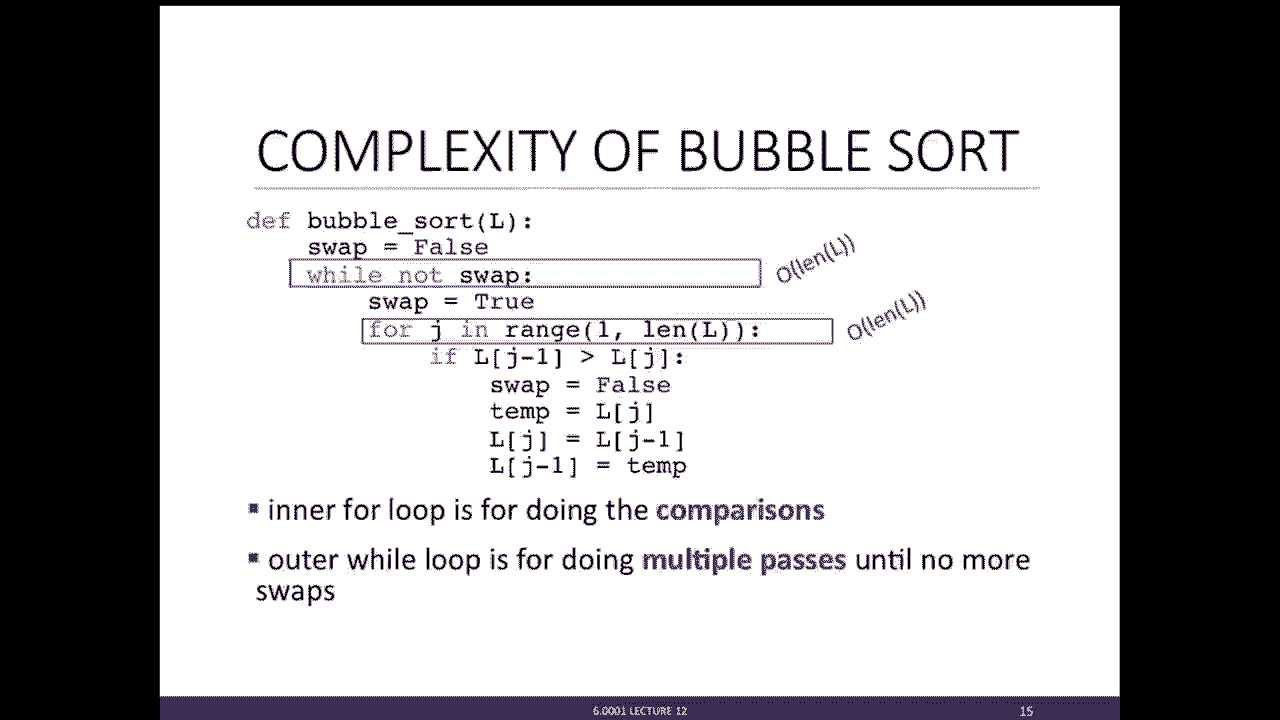 COMPLEXITY OF BUBBLE SORT
def bubble_sort(L):
    swap = False
    while not swap:
O(len(L))
        swap = True
        for j in range(1, len(L)):
O(len(L))
            if L[j-1] > L[j]:
                swap = False
                temp = L[j]
                L[j] = L[j-1]
                L[j-1] = temp
▪ inner for loop is for doing the comparisons
▪ outer while loop is for doing multiple passes until no more
swaps
6.0001 LECTURE 12
15